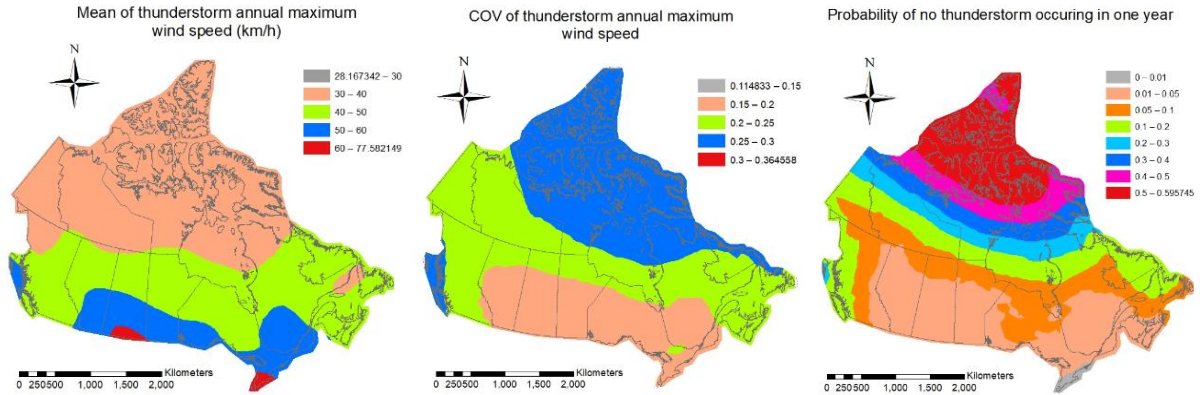 Mean of thunderstorm annual maximum
wind speed (km/h)
N
28.167342 – 30
30 – 40
40 – 50
50 – 60
60 – 77.582149
Kilometers
0 250500 1,000 1,500 2,000
COV of thunderstorm annual maximum
wind speed
N
0.114833 – 0.15
0.15 – 0.2
0.2 – 0.25
0.25 – 0.3
0.3 – 0.364558
Kilometers
0 250500 1,000 1,500 2,000
Probability of no thunderstorm occuring in one year
N
0 – 0.01
0.01 – 0.05
0.05 – 0.1
0.1 – 0.2
0.2 – 0.3
0.3 – 0.4
0.4 – 0.5
0.5 – 0.595745
Kilometers
0 250500 1,000 1,500 2,000